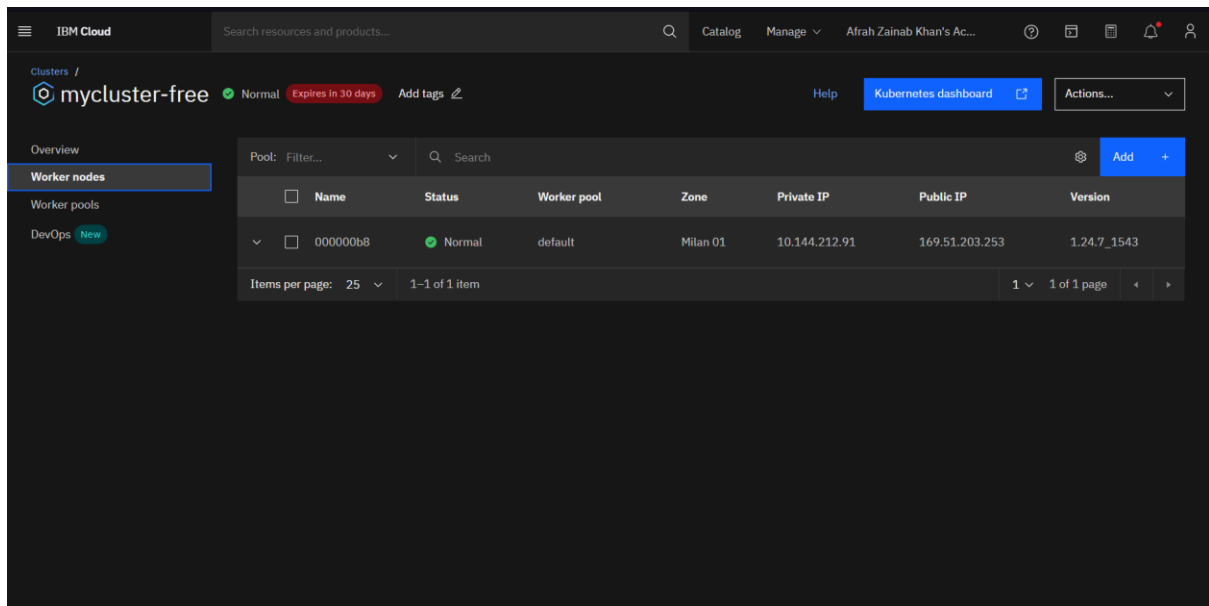 IBM Cloud Search resources and products... Catalog Manage Afrah Zainab Khan's Ac...
Clusters /
mycluster-free Normal Expires in 30 days Add tags Help Kubernetes dashboard Actions...
Overview
Worker nodes
Worker pools
DevOps New
Pool: Filter... Search Add +
Name Status Worker pool Zone Private IP Public IP Version
000000b8 Normal default Milan 01 10.144.212.91 169.51.203.253 1.24.7_1543
Items per page: 25 1–1 of 1 item 1 1 of 1 page